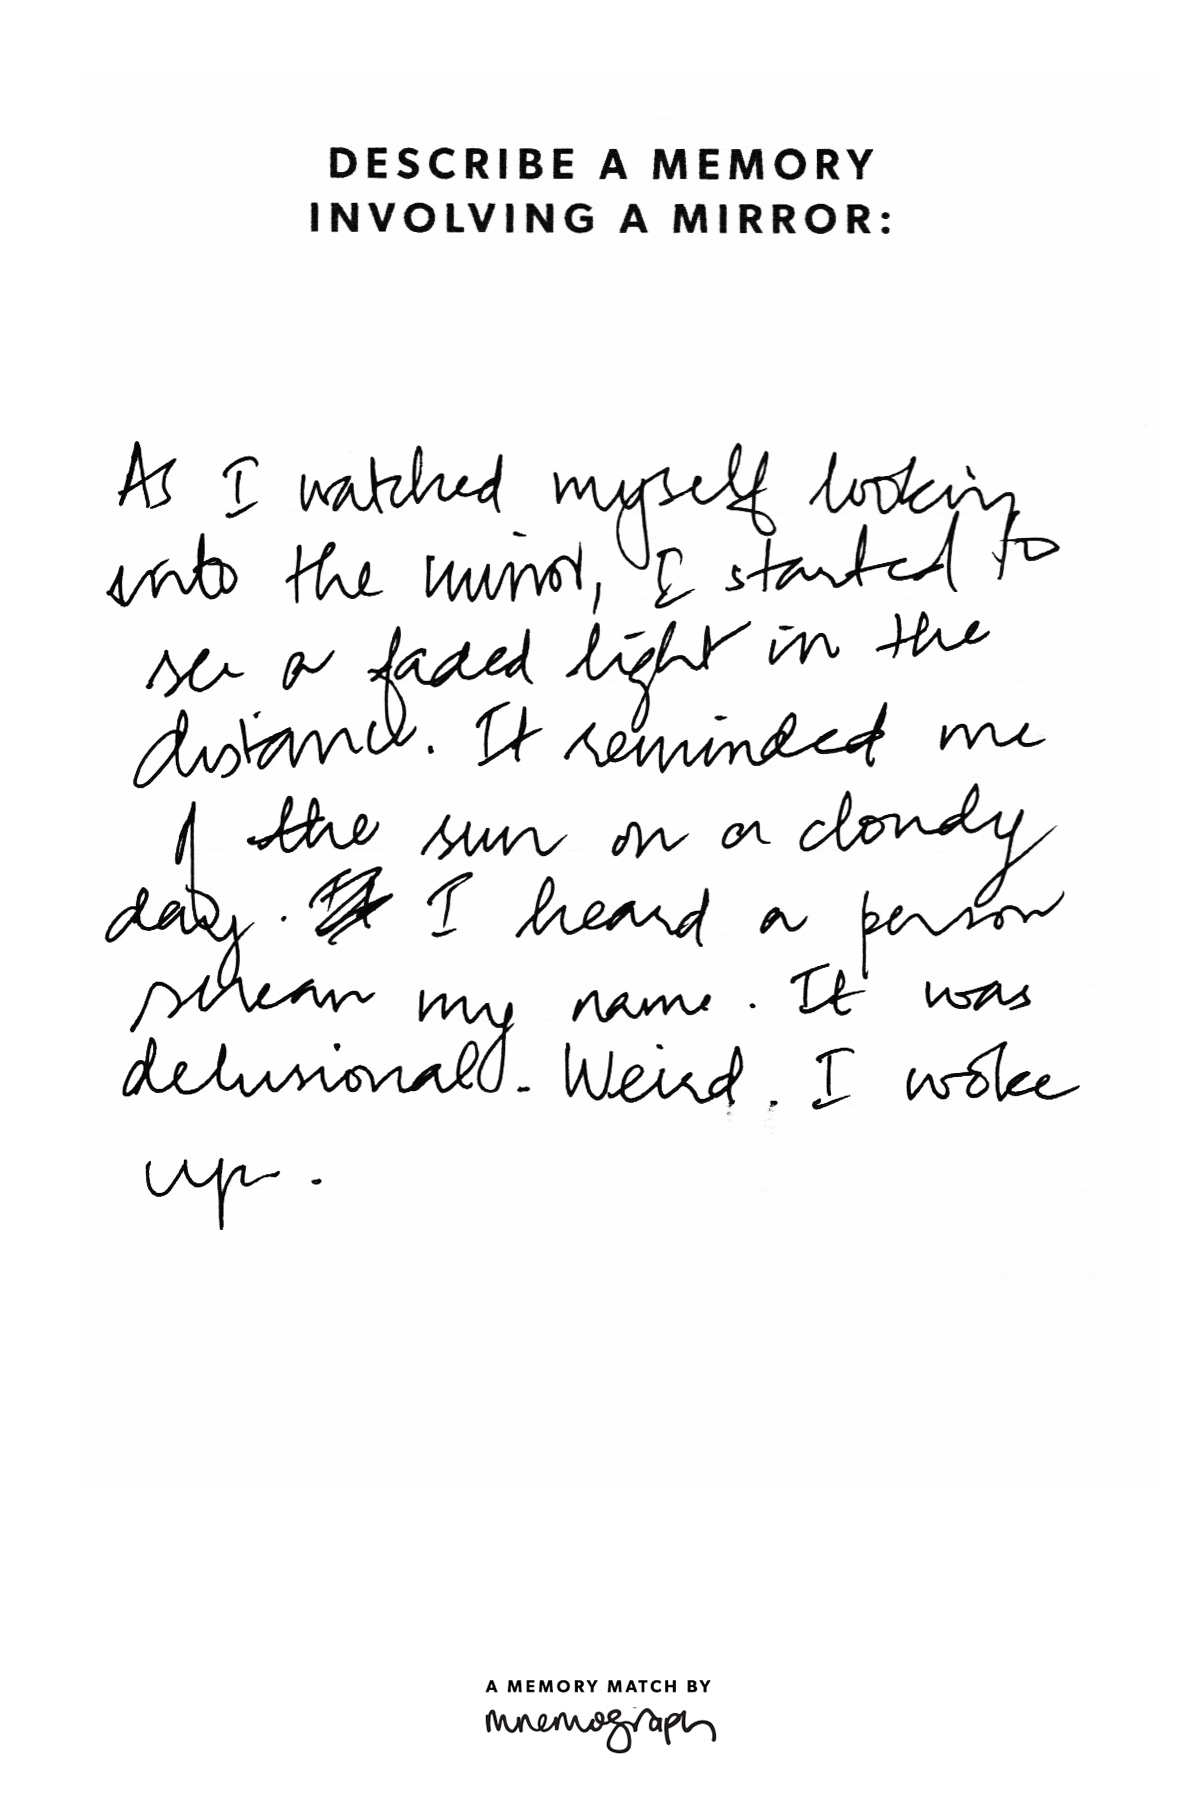 DESCRIBE A MEMORY
INVOLVING A MIRROR:
As I watched myself looking
into the mirror, I started to
see a faded light in the
distance. It reminded me
of the sun on a cloudy
day. It I heard a person
scream my name. It was
delusional. Weird. I woke
up.
A MEMORY MATCH BY
mnemograph